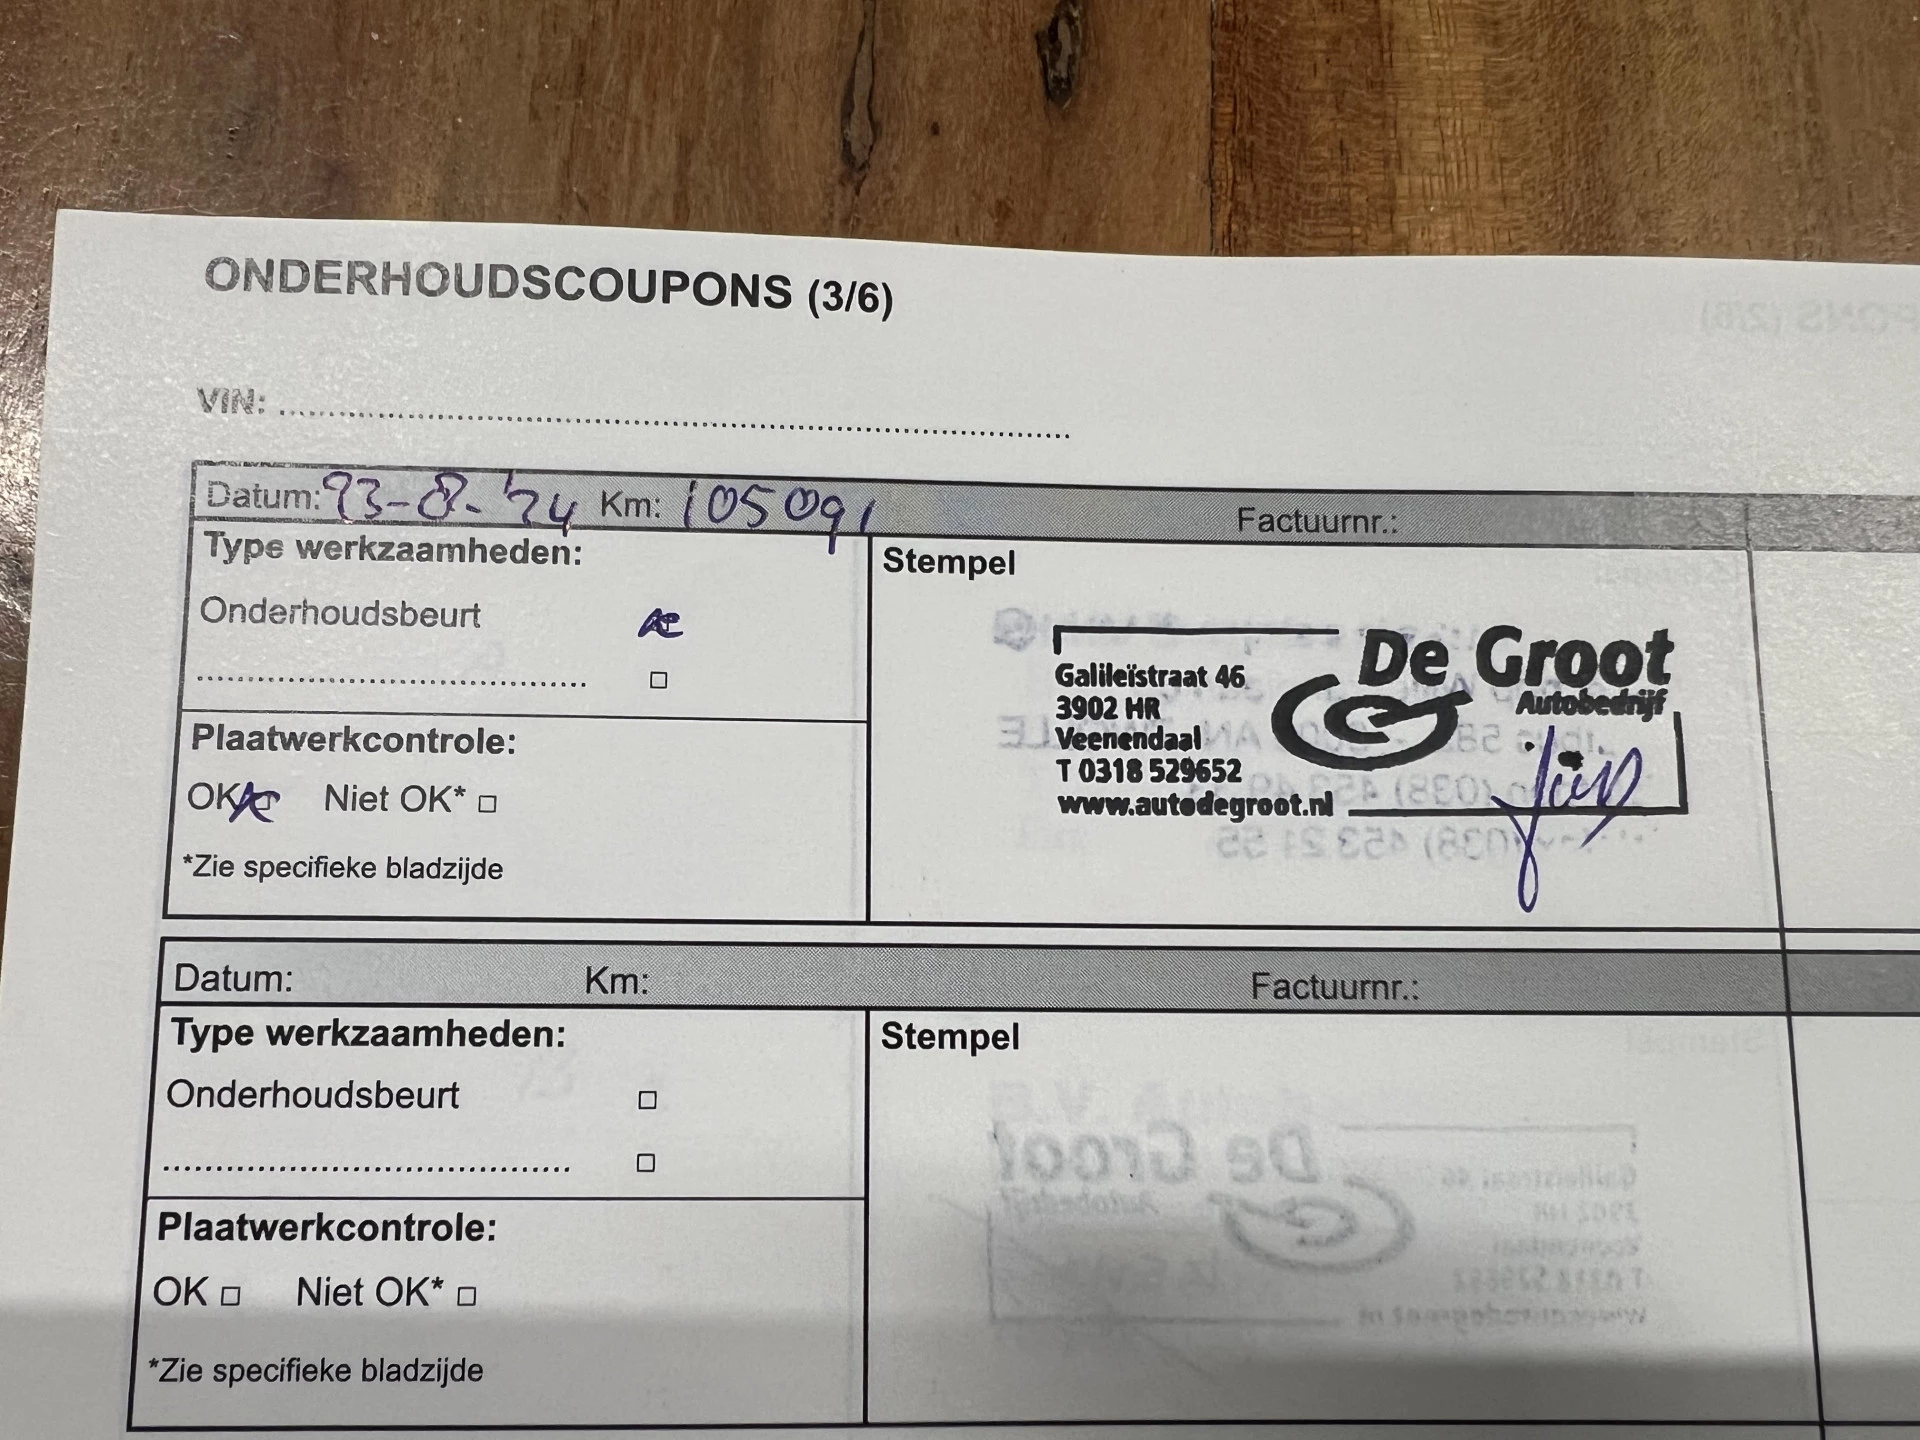 ONDERHOUDSCOUPONS (3/6)
VIN:
Datum: 23-8-'24 Km: 105091 Factuurnr.:
Type werkzaamheden:
Onderhoudsbeurt
Plaatwerkcontrole:
OK Niet OK*
*Zie specifieke bladzijde
Stempel
De Groot
Autobedrijf
Galileïstraat 46
3902 HR
Veenendaal
T 0318 529652
www.autodegroot.nl
Datum: Km: Factuurnr.:
Type werkzaamheden:
Onderhoudsbeurt
Plaatwerkcontrole:
OK Niet OK*
*Zie specifieke bladzijde
Stempel